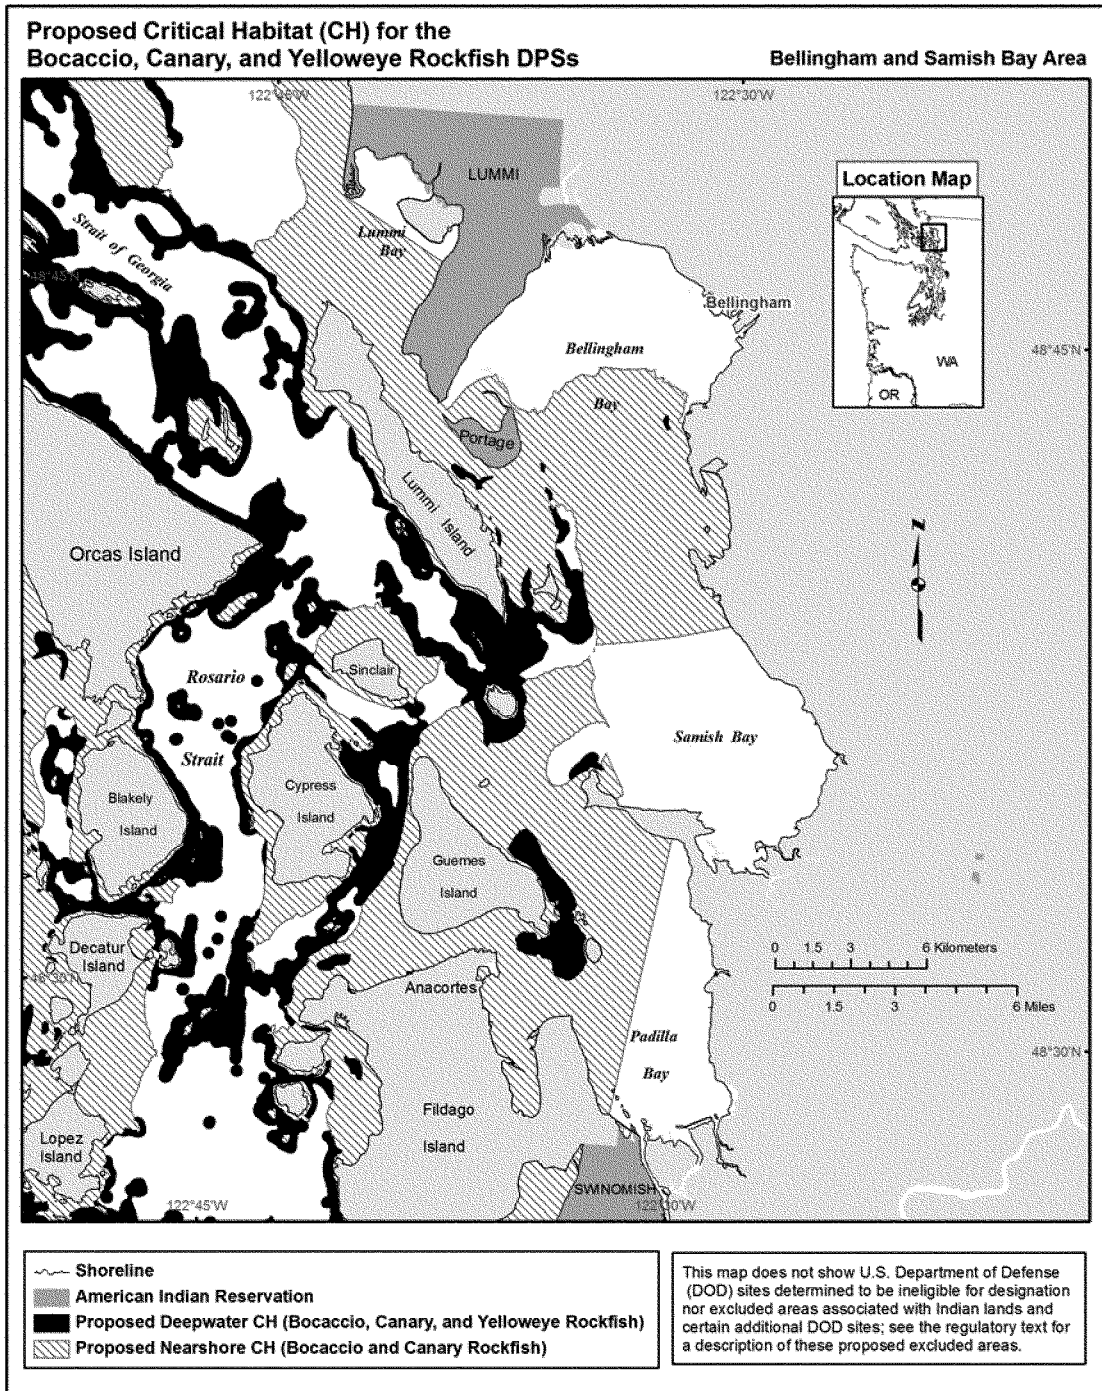 Proposed Critical Habitat (CH) for the
Bocaccio, Canary, and Yelloweye Rockfish DPSs
Bellingham and Samish Bay Area
122°45'W
122°30'W
LUMMI
Location Map
Strait of Georgia
Lummi
Bay
48°45'N
Bellingham
Bellingham
48°45'N
WA
OR
Bay
Portage
Lummi Island
N
Orcas Island
Sinclair
Rosario
Samish Bay
Strait
Cypress
Island
Blakely
Island
Guemes
Island
Decatur
Island
0 1.5 3 6 Kilometers
48°30'N
Anacortes
0 1.5 3 6 Miles
Padilla
48°30'N
Bay
Fildago
Island
Lopez
Island
SWINOMISH
122°45'W
122°30'W
Shoreline
American Indian Reservation
Proposed Deepwater CH (Bocaccio, Canary, and Yelloweye Rockfish)
Proposed Nearshore CH (Bocaccio and Canary Rockfish)
This map does not show U.S. Department of Defense
(DOD) sites determined to be ineligible for designation
nor excluded areas associated with Indian lands and
certain additional DOD sites; see the regulatory text for
a description of these proposed excluded areas.